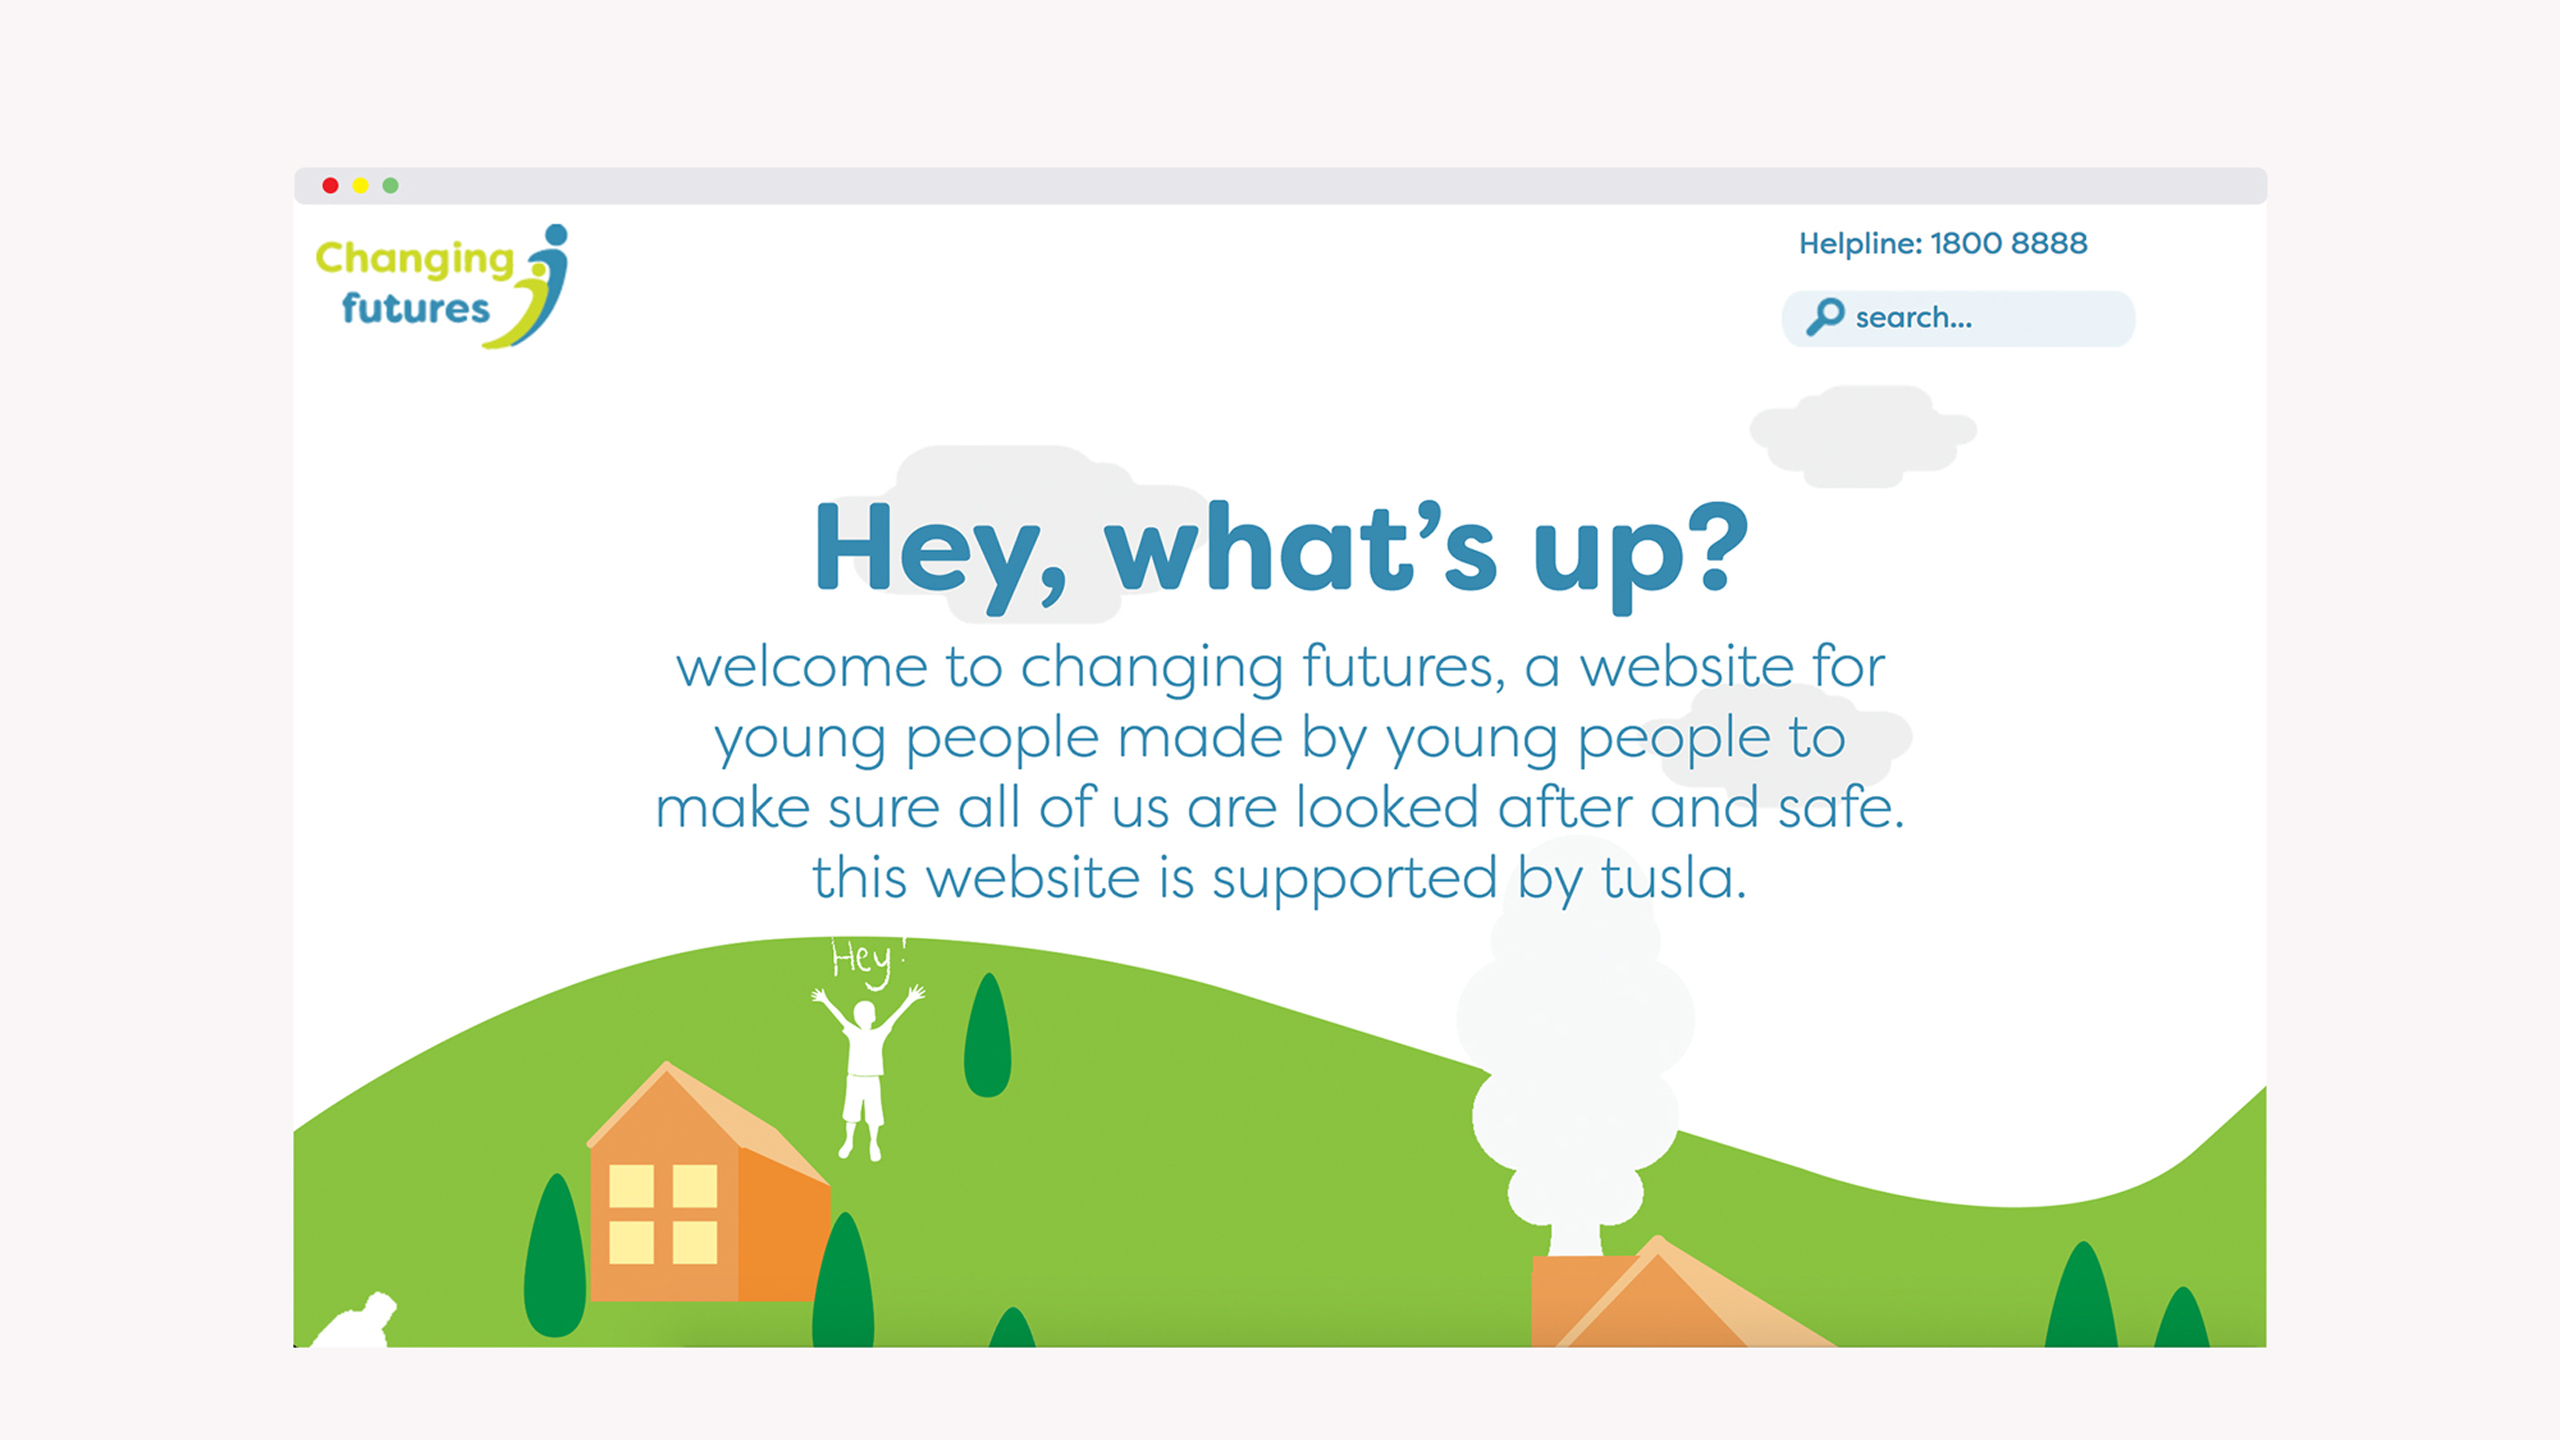 Changing
futures
Helpline: 1800 8888
search...
Hey, what’s up?
welcome to changing futures, a website for
young people made by young people to
make sure all of us are looked after and safe.
this website is supported by tusla.
Hey!